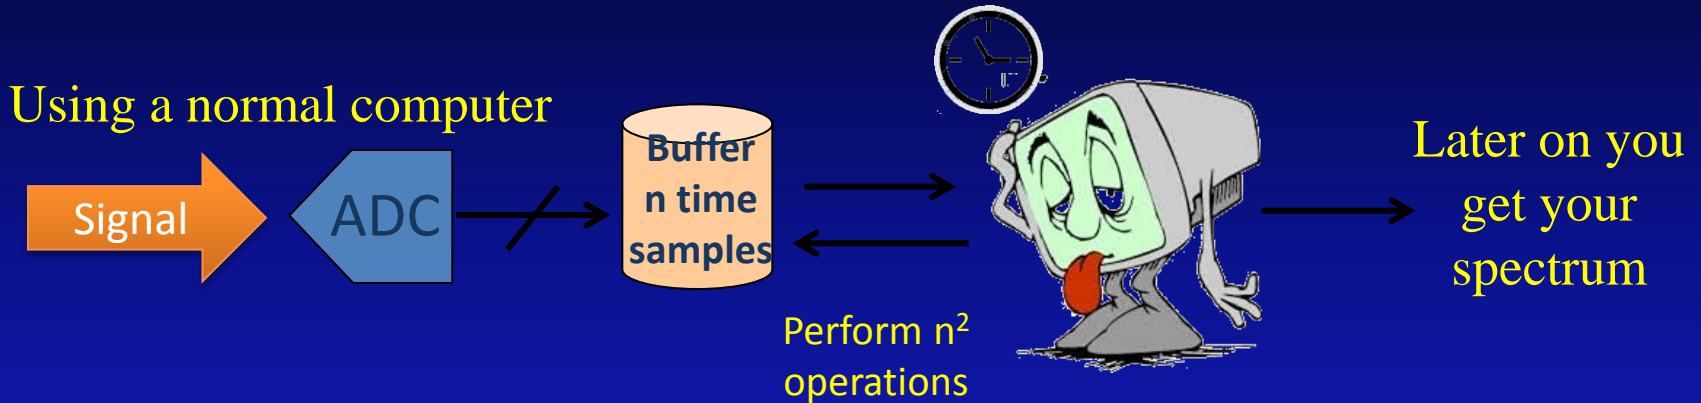 Using a normal computer
Signal
ADC
Buffer
n time
samples
Perform n²
operations
Later on you
get your
spectrum